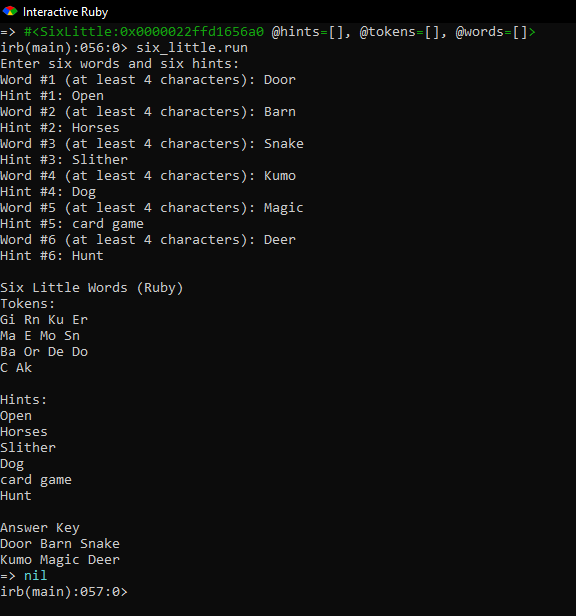 Interactive Ruby
=> #<SixLittle:0x0000022ffd1656a0 @hints=[], @tokens=[], @words=[]>
irb(main):056:0> six_little.run
Enter six words and six hints:
Word #1 (at least 4 characters): Door
Hint #1: Open
Word #2 (at least 4 characters): Barn
Hint #2: Horses
Word #3 (at least 4 characters): Snake
Hint #3: Slither
Word #4 (at least 4 characters): Kumo
Hint #4: Dog
Word #5 (at least 4 characters): Magic
Hint #5: card game
Word #6 (at least 4 characters): Deer
Hint #6: Hunt
Six Little Words (Ruby)
Tokens:
Gi Rn Ku Er
Ma E Mo Sn
Ba Or De Do
C Ak
Hints:
Open
Horses
Slither
Dog
card game
Hunt
Answer Key
Door Barn Snake
Kumo Magic Deer
=> nil
irb(main):057:0>